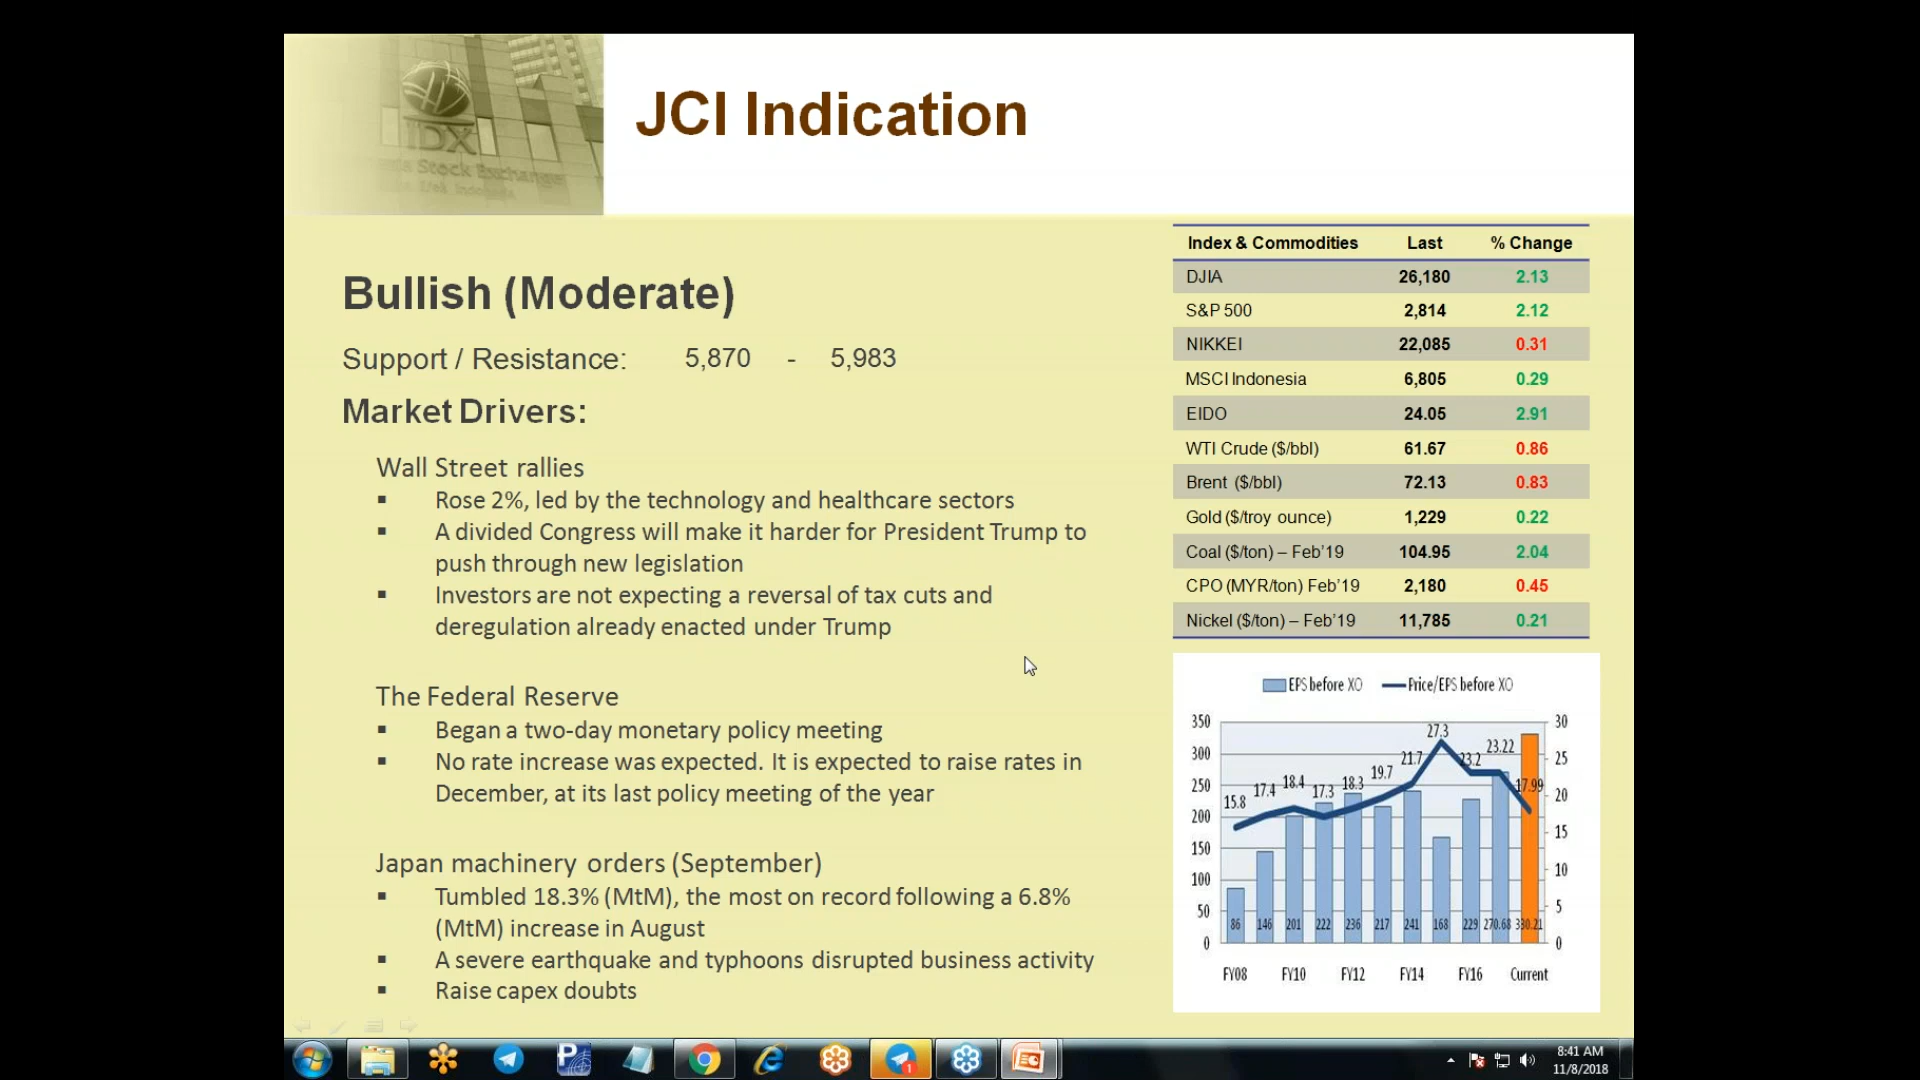 IDX
Stock Exchange
JCI Indication
Bullish (Moderate)
Support / Resistance: 5,870 - 5,983
Market Drivers:
Wall Street rallies
▪ Rose 2%, led by the technology and healthcare sectors
▪ A divided Congress will make it harder for President Trump to
push through new legislation
▪ Investors are not expecting a reversal of tax cuts and
deregulation already enacted under Trump
The Federal Reserve
▪ Began a two-day monetary policy meeting
▪ No rate increase was expected. It is expected to raise rates in
December, at its last policy meeting of the year
Japan machinery orders (September)
▪ Tumbled 18.3% (MtM), the most on record following a 6.8%
(MtM) increase in August
▪ A severe earthquake and typhoons disrupted business activity
▪ Raise capex doubts
Index & Commodities Last % Change
DJIA 26,180 2.13
S&P 500 2,814 2.12
NIKKEI 22,085 0.31
MSCI Indonesia 6,805 0.29
EIDO 24.05 2.91
WTI Crude ($/bbl) 61.67 0.86
Brent ($/bbl) 72.13 0.83
Gold ($/troy ounce) 1,229 0.22
Coal ($/ton) – Feb’19 104.95 2.04
CPO (MYR/ton) Feb’19 2,180 0.45
Nickel ($/ton) – Feb’19 11,785 0.21
EPS before XO Price/EPS before XO
350 300 250 200 150 100 50 0
15.8 17.4 18.4 17.3 18.3 19.7 21.7 27.3 23.2 23.22 17.99
86 146 201 222 236 217 241 168 229 270.68 330.21
30 25 20 15 10 5 0
FY08 FY10 FY12 FY14 FY16 Current
1
8:41 AM
11/8/2018